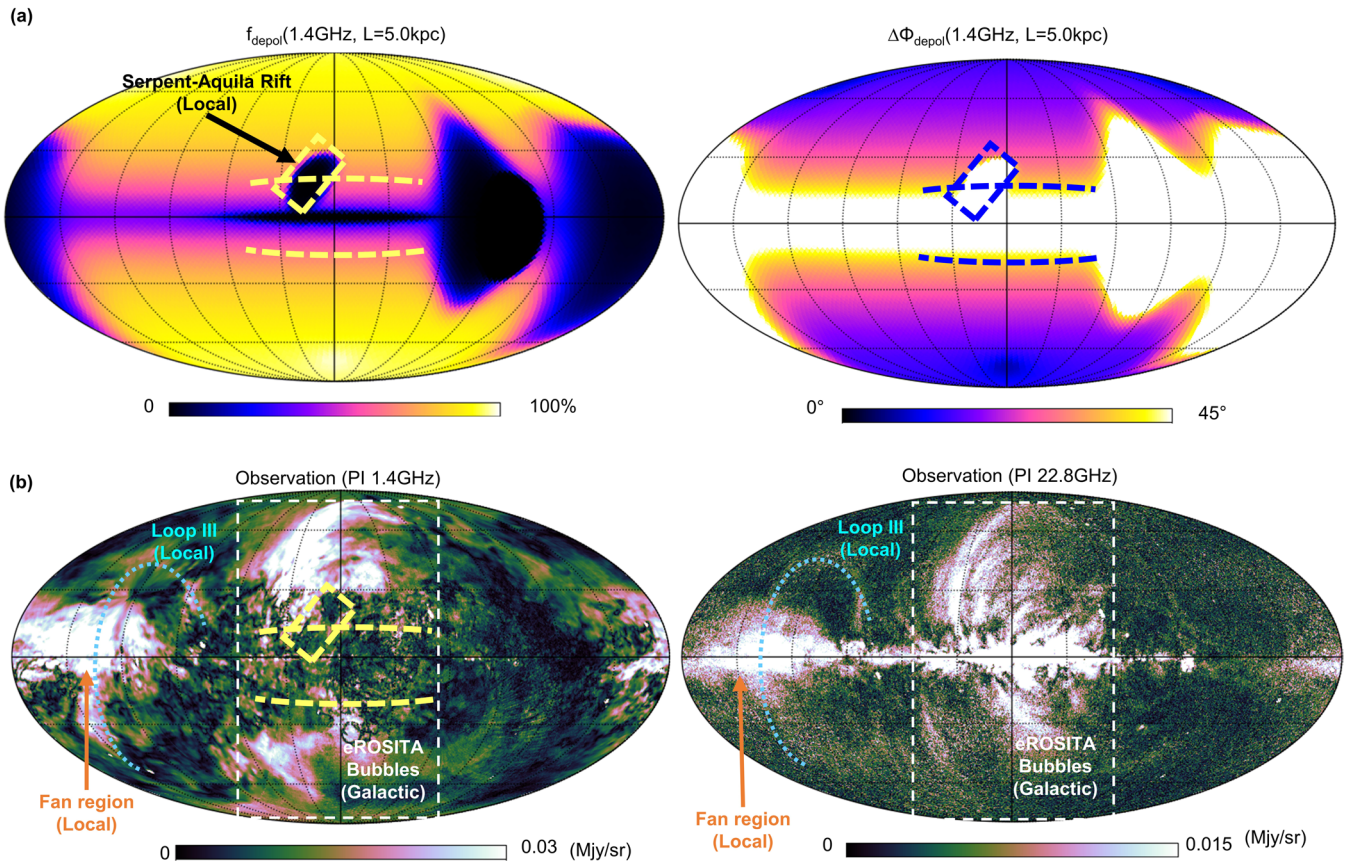 (a)
f_depol(1.4GHz, L=5.0kpc)
ΔΦ_depol(1.4GHz, L=5.0kpc)
Serpent-Aquila Rift
(Local)
0
100%
0°
45°
(b)
Observation (PI 1.4GHz)
Observation (PI 22.8GHz)
Loop III
(Local)
Loop III
(Local)
eROSITA
Bubbles
(Galactic)
eROSITA
Bubbles
(Galactic)
Fan region
(Local)
Fan region
(Local)
0
0.03
(Mjy/sr)
0
0.015
(Mjy/sr)